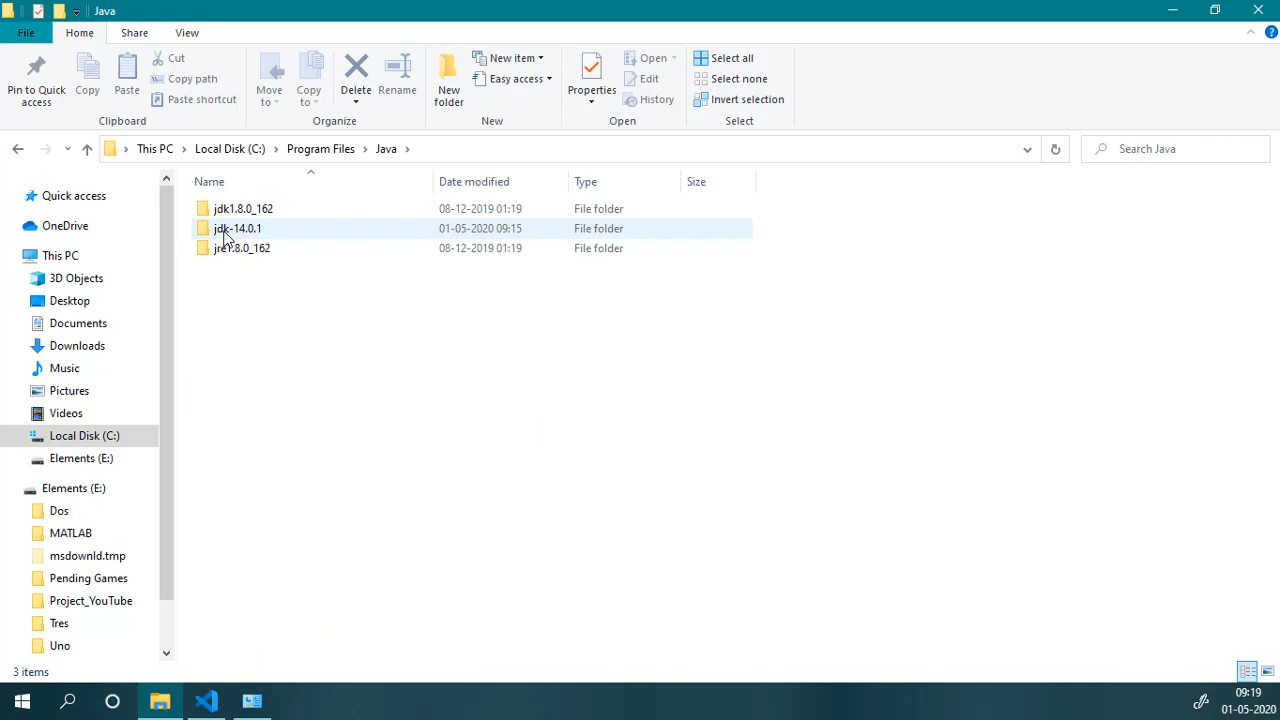 Java
File Home Share View
Pin to Quick access
Copy
Paste
Cut
Copy path
Paste shortcut
Clipboard
Move to
Copy to
Delete
Rename
Organize
New folder
New item
Easy access
New
Properties
Open
Edit
History
Open
Select all
Select none
Invert selection
Select
This PC Local Disk (C:) Program Files Java
Search Java
Name Date modified Type Size
jdk1.8.0_162 08-12-2019 01:19 File folder
jdk-14.0.1 01-05-2020 09:15 File folder
jre1.8.0_162 08-12-2019 01:19 File folder
Quick access
OneDrive
This PC
3D Objects
Desktop
Documents
Downloads
Music
Pictures
Videos
Local Disk (C:)
Elements (E:)
Elements (E:)
Dos
MATLAB
msdownld.tmp
Pending Games
Project_YouTube
Tres
Uno
3 items
09:19
01-05-2020